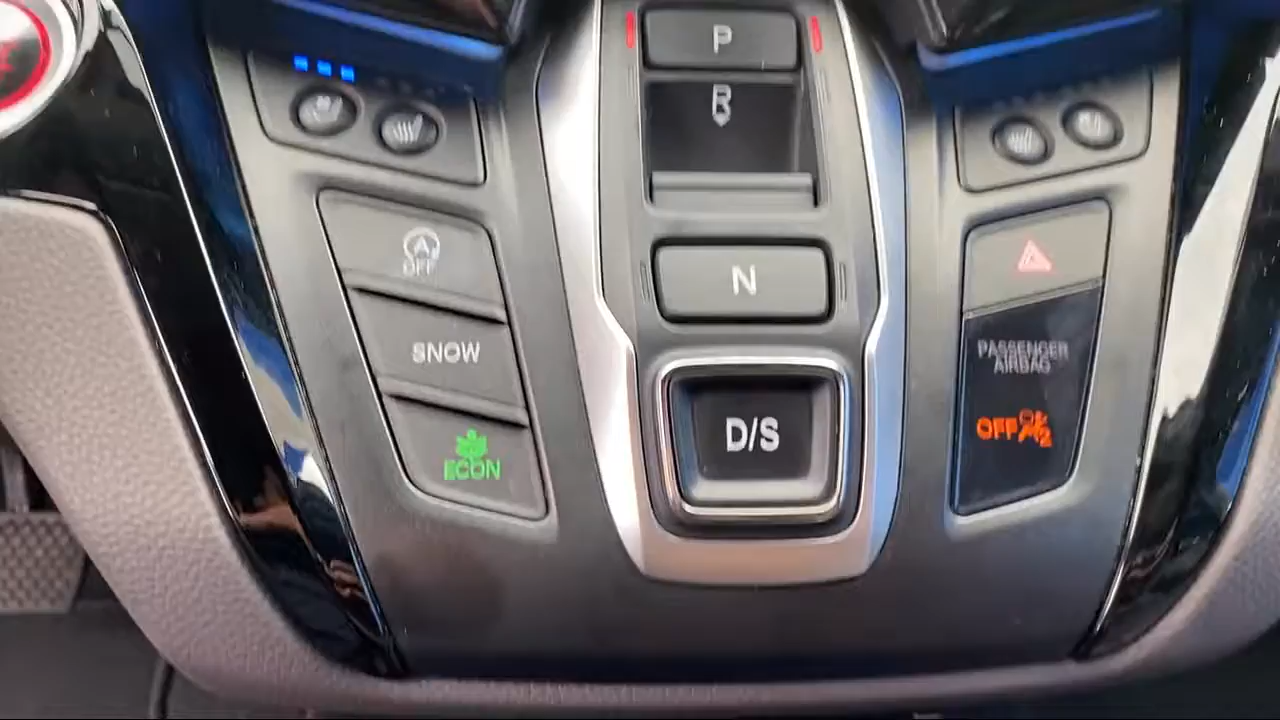 P
R
A
OFF
N
SNOW
PASSENGER
AIRBAG
D/S
OFF
ECON